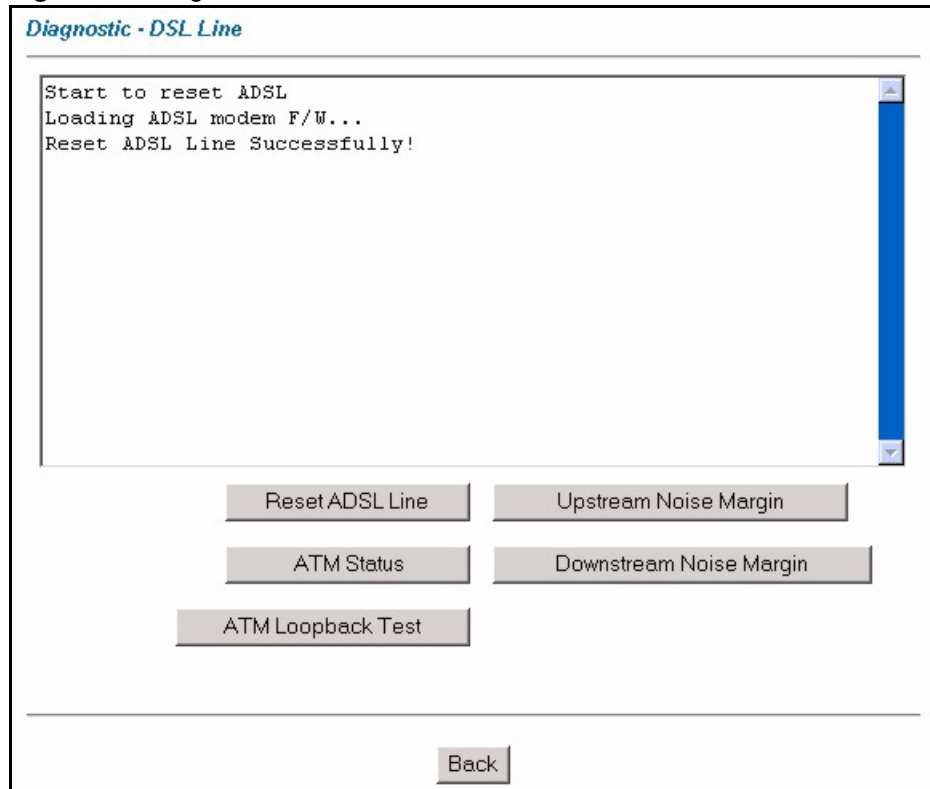 Diagnostic - DSL Line
Start to reset ADSL
Loading ADSL modem F/W...
Reset ADSL Line Successfully!
Reset ADSL Line
Upstream Noise Margin
ATM Status
Downstream Noise Margin
ATM Loopback Test
Back